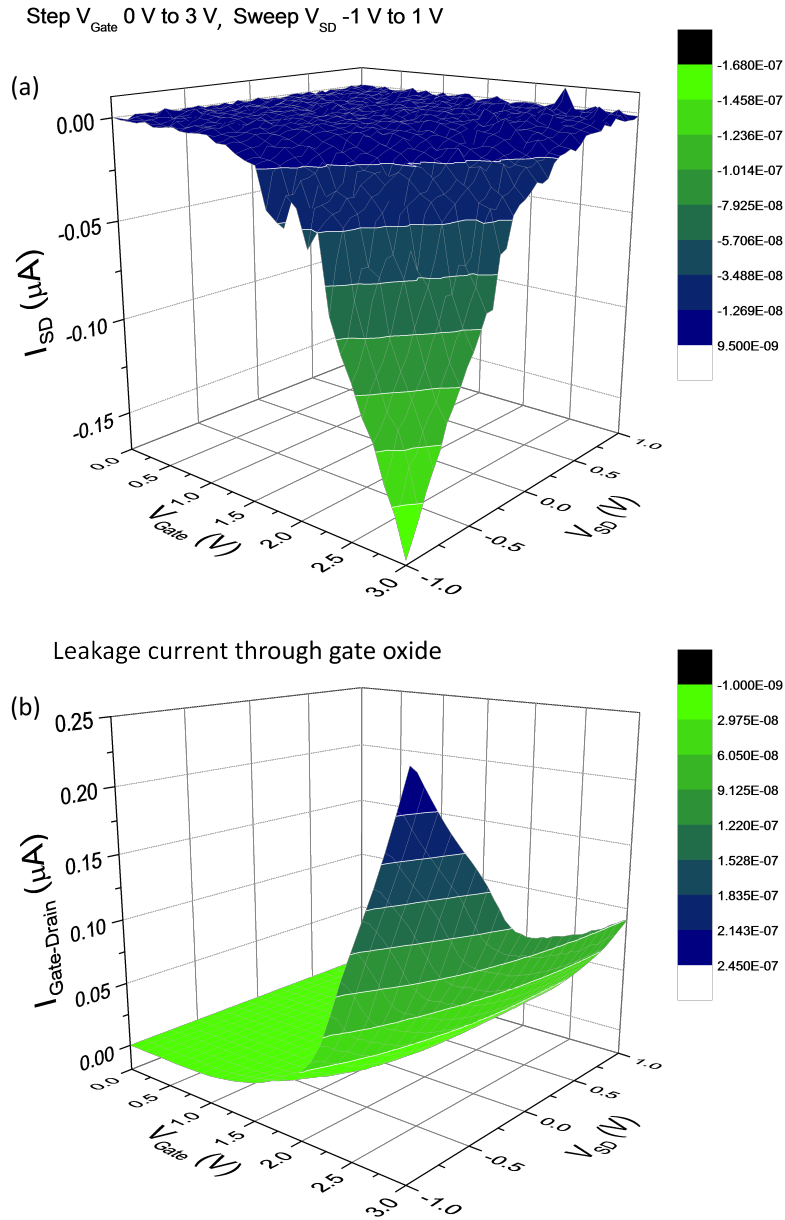 Step V_Gate 0 V to 3 V, Sweep V_SD -1 V to 1 V
(a)
-1.680E-07
-1.458E-07
-1.236E-07
-1.014E-07
-7.925E-08
-5.706E-08
-3.488E-08
-1.269E-08
9.500E-09
0.00
-0.05
-0.10
-0.15
I_SD (μA)
0.0
0.5
1.0
1.5
2.0
2.5
3.0
V_Gate (V)
-1.0
-0.5
0.0
0.5
1.0
V_SD (V)
Leakage current through gate oxide
(b)
-1.000E-09
2.975E-08
6.050E-08
9.125E-08
1.220E-07
1.528E-07
1.835E-07
2.143E-07
2.450E-07
0.25
0.20
0.15
0.10
0.05
0.00
I_Gate-Drain (μA)
0.0
0.5
1.0
1.5
2.0
2.5
3.0
V_Gate (V)
-1.0
-0.5
0.0
0.5
1.0
V_SD (V)